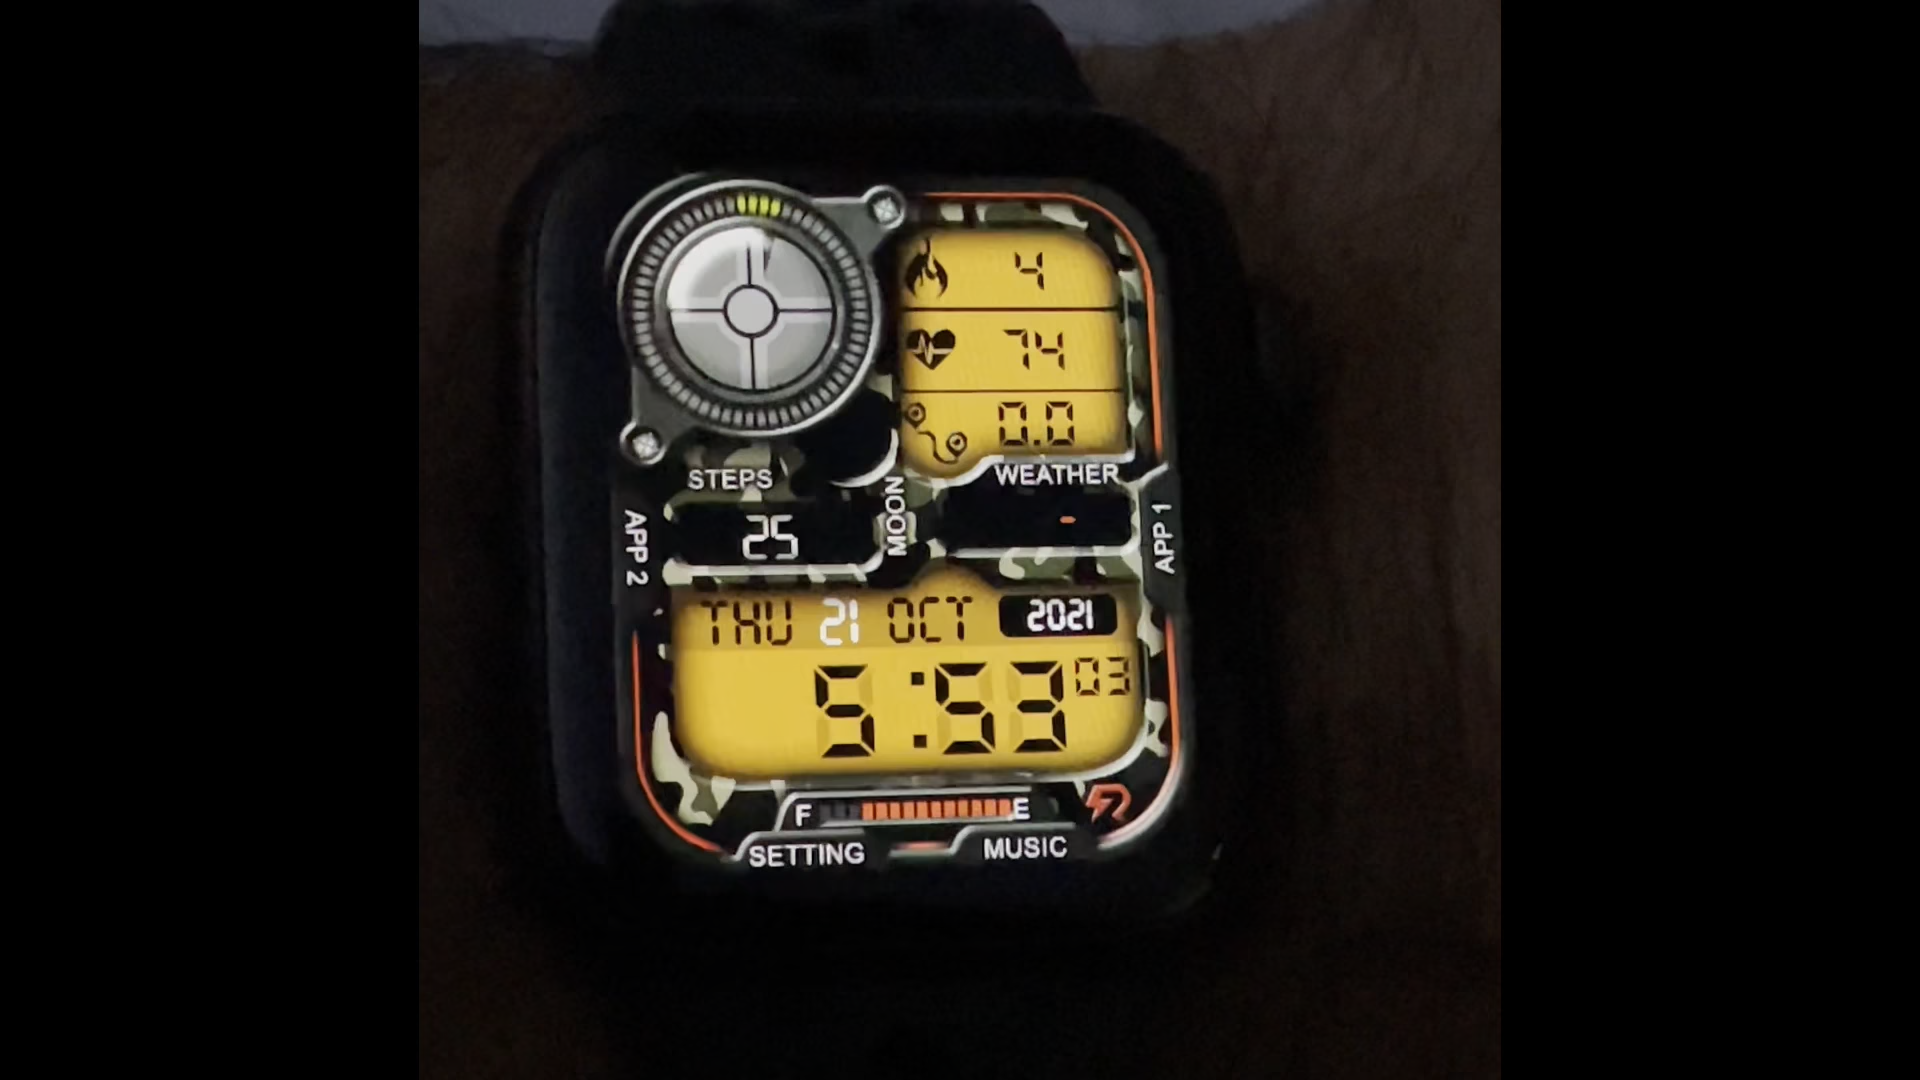 4
74
0.0
STEPS
WEATHER
MOON
APP 2
25
-
APP 1
THU 21 OCT 2021
5:53 03
F E
SETTING
MUSIC